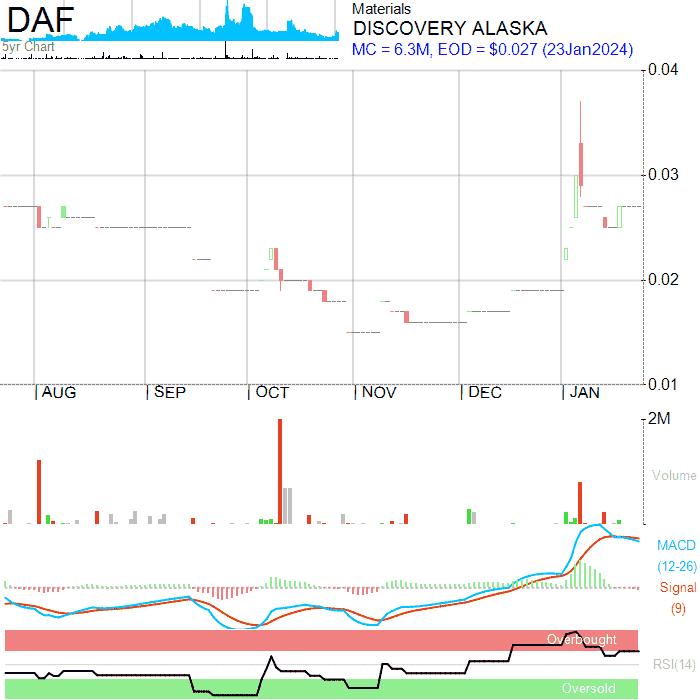 DAF
5yr Chart
Materials
DISCOVERY ALASKA
MC = 6.3M, EOD = $0.027 (23Jan2024)
0.04
0.03
0.02
0.01
AUG SEP OCT NOV DEC JAN
2M
Volume
MACD
(12-26)
Signal
(9)
Overbought
RSI(14)
Oversold